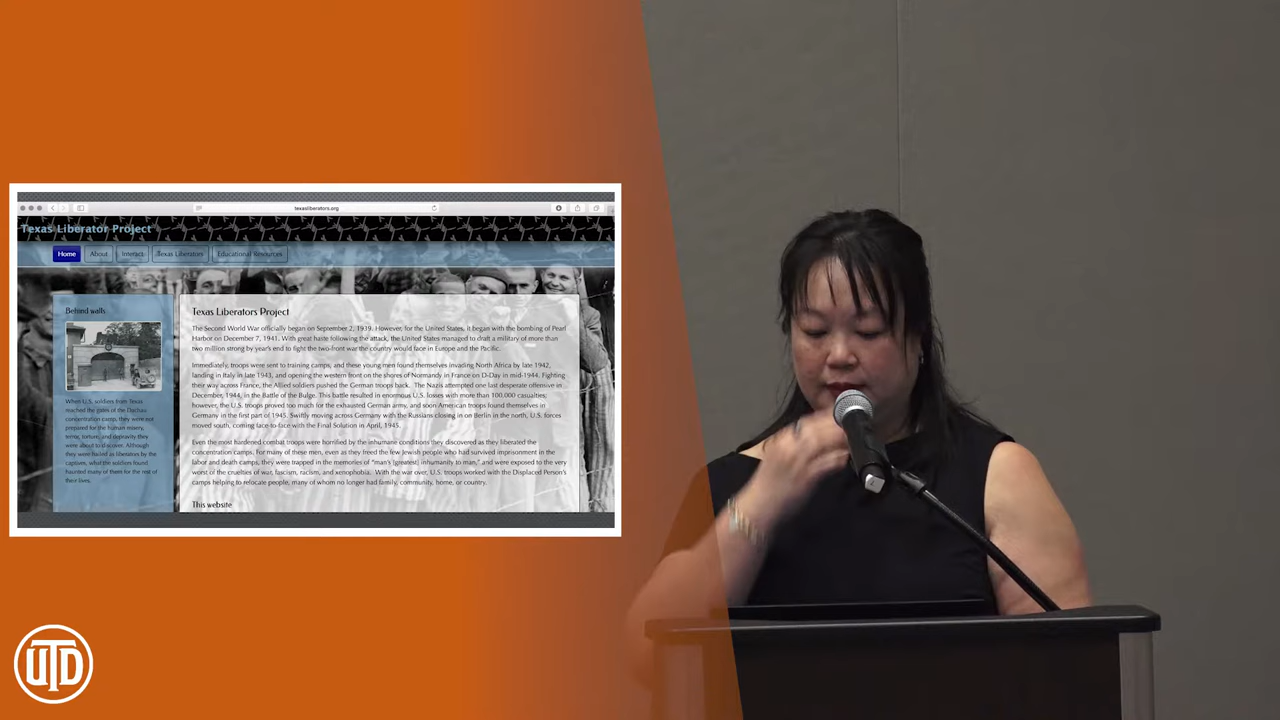 texasliberators.org
Texas Liberator Project
Home
About
Interact
Texas Liberators
Educational Resources
Behind walls
When U.S. soldiers from Texas
reached the gates of the Dachau
concentration camp, they were not
prepared for the human misery,
terror, torture, and depravity they
were about to discover. Although
they were hailed as liberators by the
captives, what the soldiers found
haunted many of them for the rest of
their lives.
Texas Liberators Project
The Second World War officially began on September 2, 1939. However, for the United States, it began with the bombing of Pearl
Harbor on December 7, 1941. With great haste following the attack, the United States managed to draft a military of more than
two million strong by year's end to fight the two-front war the country would face in Europe and the Pacific.
Immediately, troops were sent to training camps, and these young men found themselves invading North Africa by late 1942,
landing in Italy in late 1943, and opening the western front on the shores of Normandy in France on D-Day in mid-1944. Fighting
their way across France, the Allied soldiers pushed the German troops back. The Nazis attempted one last desperate offensive in
December, 1944, in the Battle of the Bulge. This battle resulted in enormous U.S. losses with more than 100,000 casualties;
however, the U.S. troops proved too much for the exhausted German army, and soon American troops found themselves in
Germany in the first part of 1945. Swiftly moving across Germany with the Russians closing in on Berlin in the north, U.S. forces
moved south, coming face-to-face with the Final Solution in April, 1945.
Even the most hardened combat troops were horrified by the inhumane conditions they discovered as they liberated the
concentration camps. For many of these men, even as they freed the few Jewish people who had survived imprisonment in the
labor and death camps, they were trapped in the memories of "man's [greatest] inhumanity to man," and were exposed to the very
worst of the cruelties of war, fascism, racism, and xenophobia. With the war over, U.S. troops worked with the Displaced Person's
camps helping to relocate people, many of whom no longer had family, community, home, or country.
This website
UTD